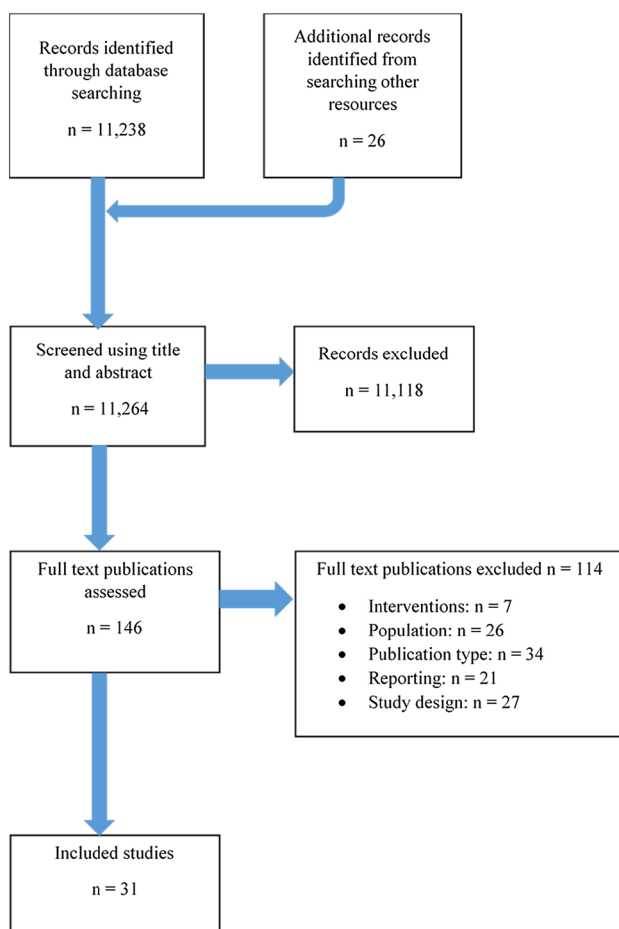 Records identified
through database
searching
n = 11,238
Additional records
identified from
searching other
resources
n = 26
Screened using title
and abstract
n = 11,264
Records excluded
n = 11,118
Full text publications
assessed
n = 146
Full text publications excluded n = 114
• Interventions: n = 7
• Population: n = 26
• Publication type: n = 34
• Reporting: n = 21
• Study design: n = 27
Included studies
n = 31